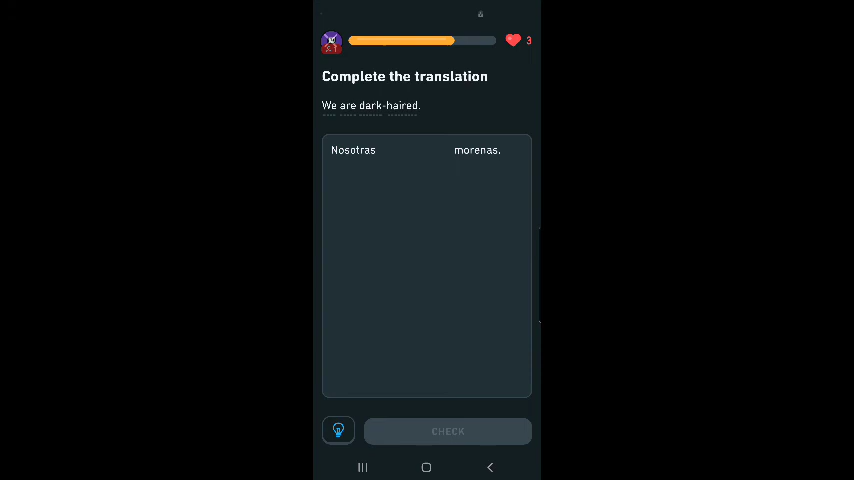 3
Complete the translation
We are dark-haired.
Nosotras morenas.
CHECK